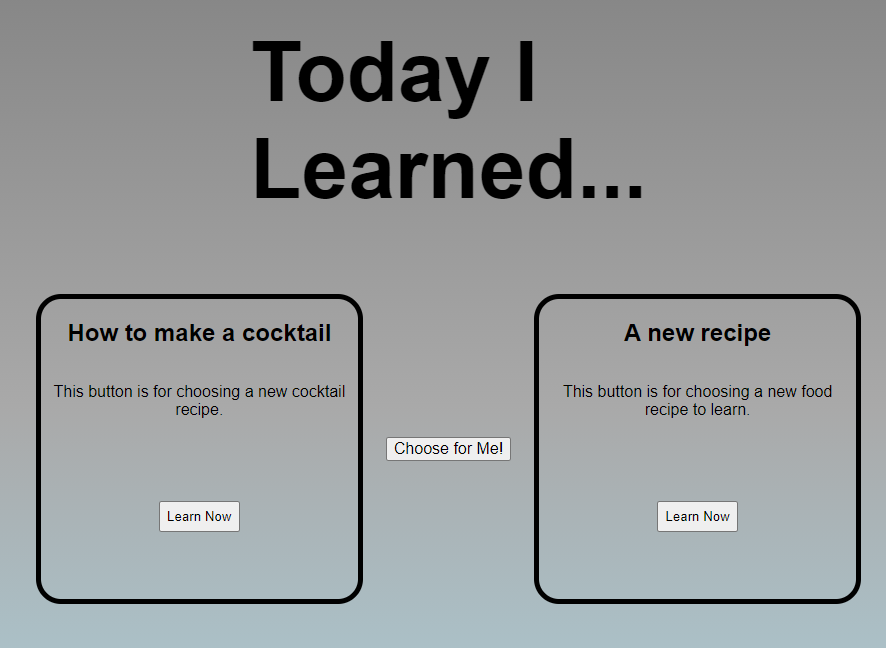 Today I
Learned...
How to make a cocktail
This button is for choosing a new cocktail
recipe.
Learn Now
Choose for Me!
A new recipe
This button is for choosing a new food
recipe to learn.
Learn Now